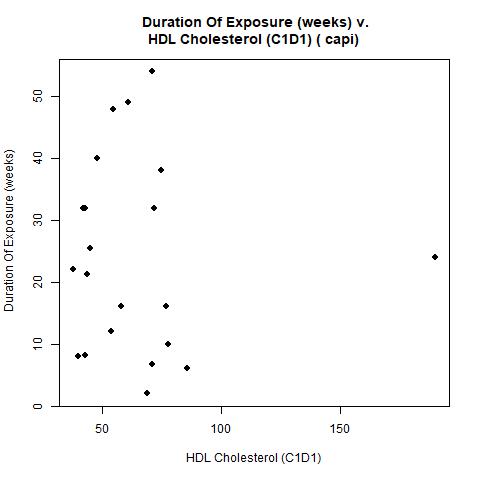 Duration Of Exposure (weeks) v.
HDL Cholesterol (C1D1) ( capi)
Duration Of Exposure (weeks)
50
40
30
20
10
0
50
100
150
HDL Cholesterol (C1D1)